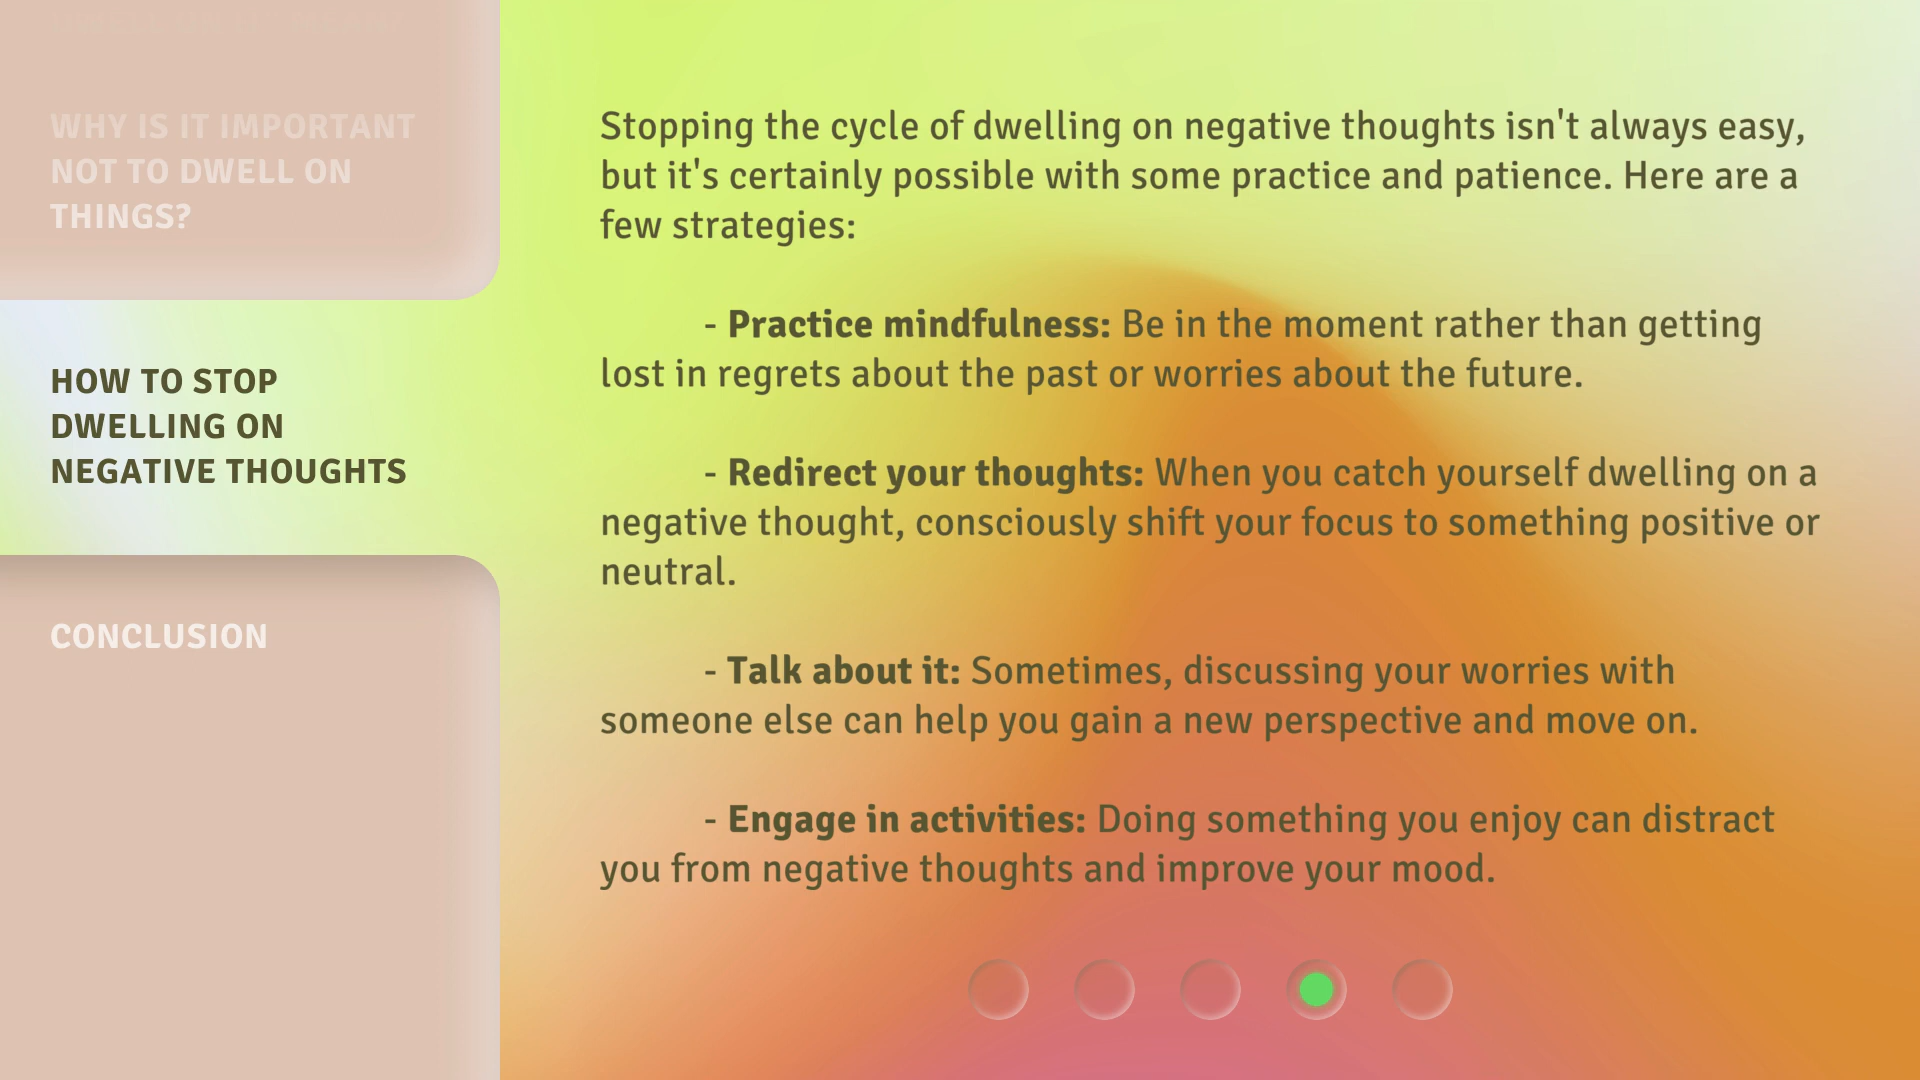 WHY IS IT IMPORTANT
NOT TO DWELL ON
THINGS?
HOW TO STOP
DWELLING ON
NEGATIVE THOUGHTS
CONCLUSION
Stopping the cycle of dwelling on negative thoughts isn't always easy,
but it's certainly possible with some practice and patience. Here are a
few strategies:
- Practice mindfulness: Be in the moment rather than getting
lost in regrets about the past or worries about the future.
- Redirect your thoughts: When you catch yourself dwelling on a
negative thought, consciously shift your focus to something positive or
neutral.
- Talk about it: Sometimes, discussing your worries with
someone else can help you gain a new perspective and move on.
- Engage in activities: Doing something you enjoy can distract
you from negative thoughts and improve your mood.